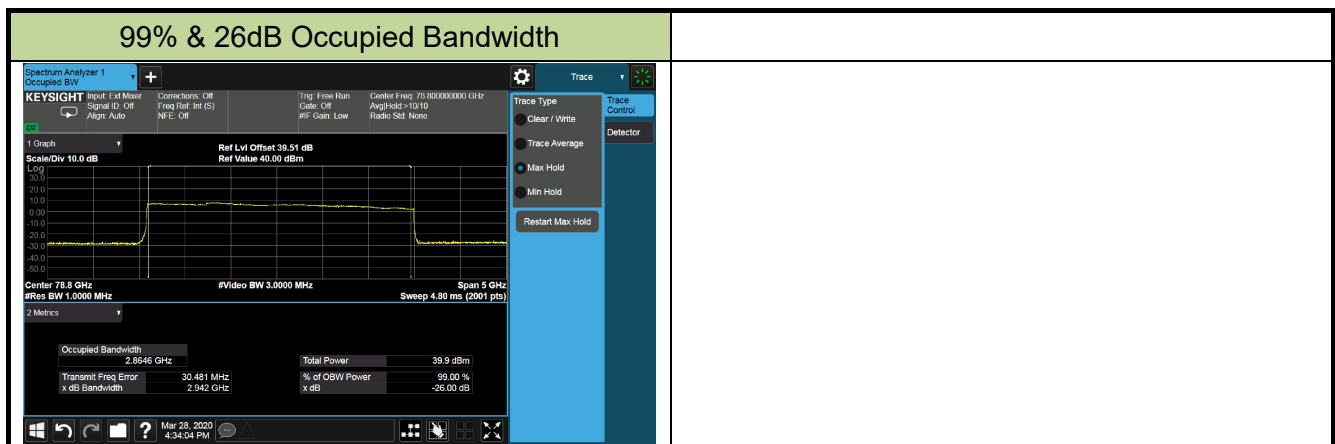 99% & 26dB Occupied Bandwidth
Spectrum Analyzer 1
Occupied BW
Trace
KEYSIGHT
Input: Ext Mixer
Signal ID: Off
Align: Auto
Corrections: Off
Freq Ref: Int (S)
NFE: Off
Trig: Free Run
Gate: Off
#IF Gain: Low
Center Freq: 78.800000000 GHz
Avg|Hold:>10/10
Radio Std: None
Trace Type
Clear / Write
Trace Average
Max Hold
Min Hold
Restart Max Hold
Trace
Control
Detector
1 Graph
Scale/Div 10.0 dB
Ref Lvl Offset 39.51 dB
Ref Value 40.00 dBm
Log
30.0
20.0
10.0
0.00
-10.0
-20.0
-30.0
-40.0
-50.0
Center 78.8 GHz
#Res BW 1.0000 MHz
#Video BW 3.0000 MHz
Span 5 GHz
Sweep 4.80 ms (2001 pts)
2 Metrics
Occupied Bandwidth
2.8646 GHz
Total Power 39.9 dBm
Transmit Freq Error 30.481 MHz
% of OBW Power 99.00 %
x dB Bandwidth 2.942 GHz
x dB -26.00 dB
?
Mar 28, 2020
4:34:04 PM